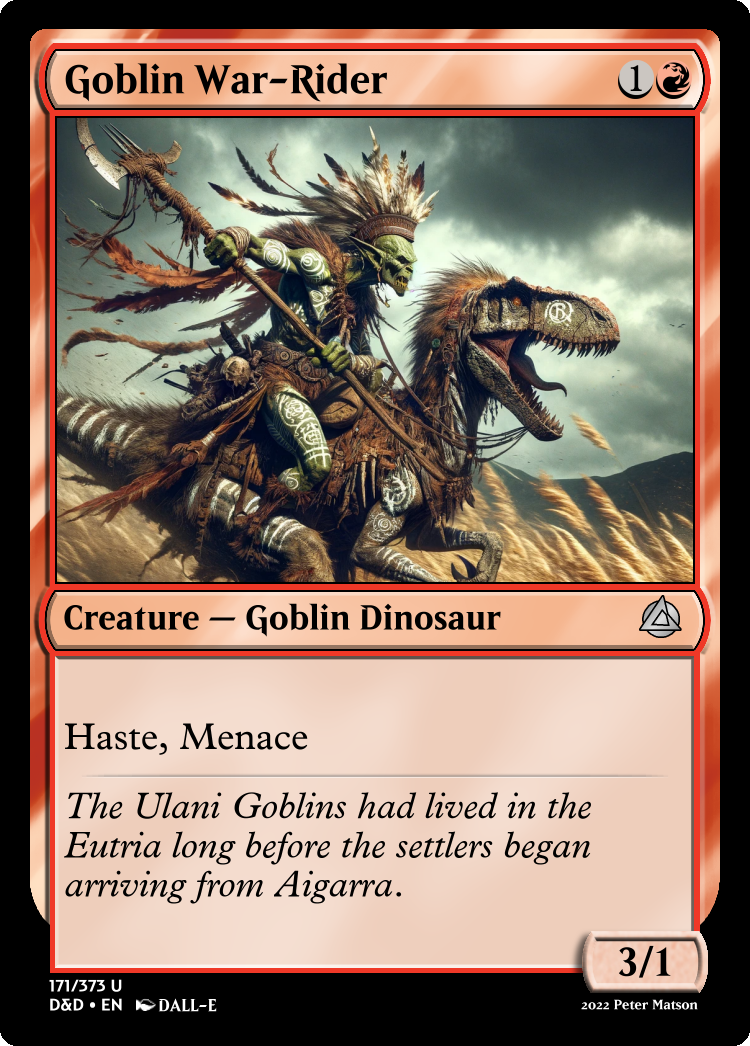 Goblin War-Rider 1
Creature — Goblin Dinosaur
Haste, Menace
The Ulani Goblins had lived in the
Eutria long before the settlers began
arriving from Aigarra.
3/1
171/373 U
D&D • EN DALL-E
2022 Peter Matson